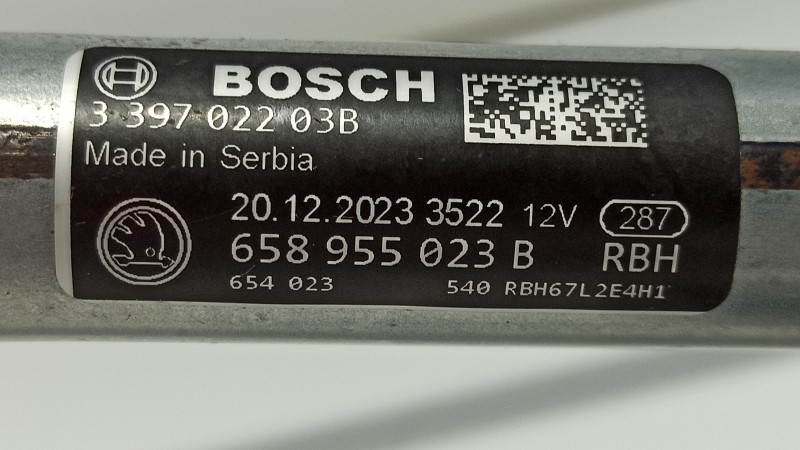 BOSCH
3 397 022 03B
Made in Serbia
20.12.2023 3522 12V 287
658 955 023 B RBH
654 023 540 RBH67L2E4H1